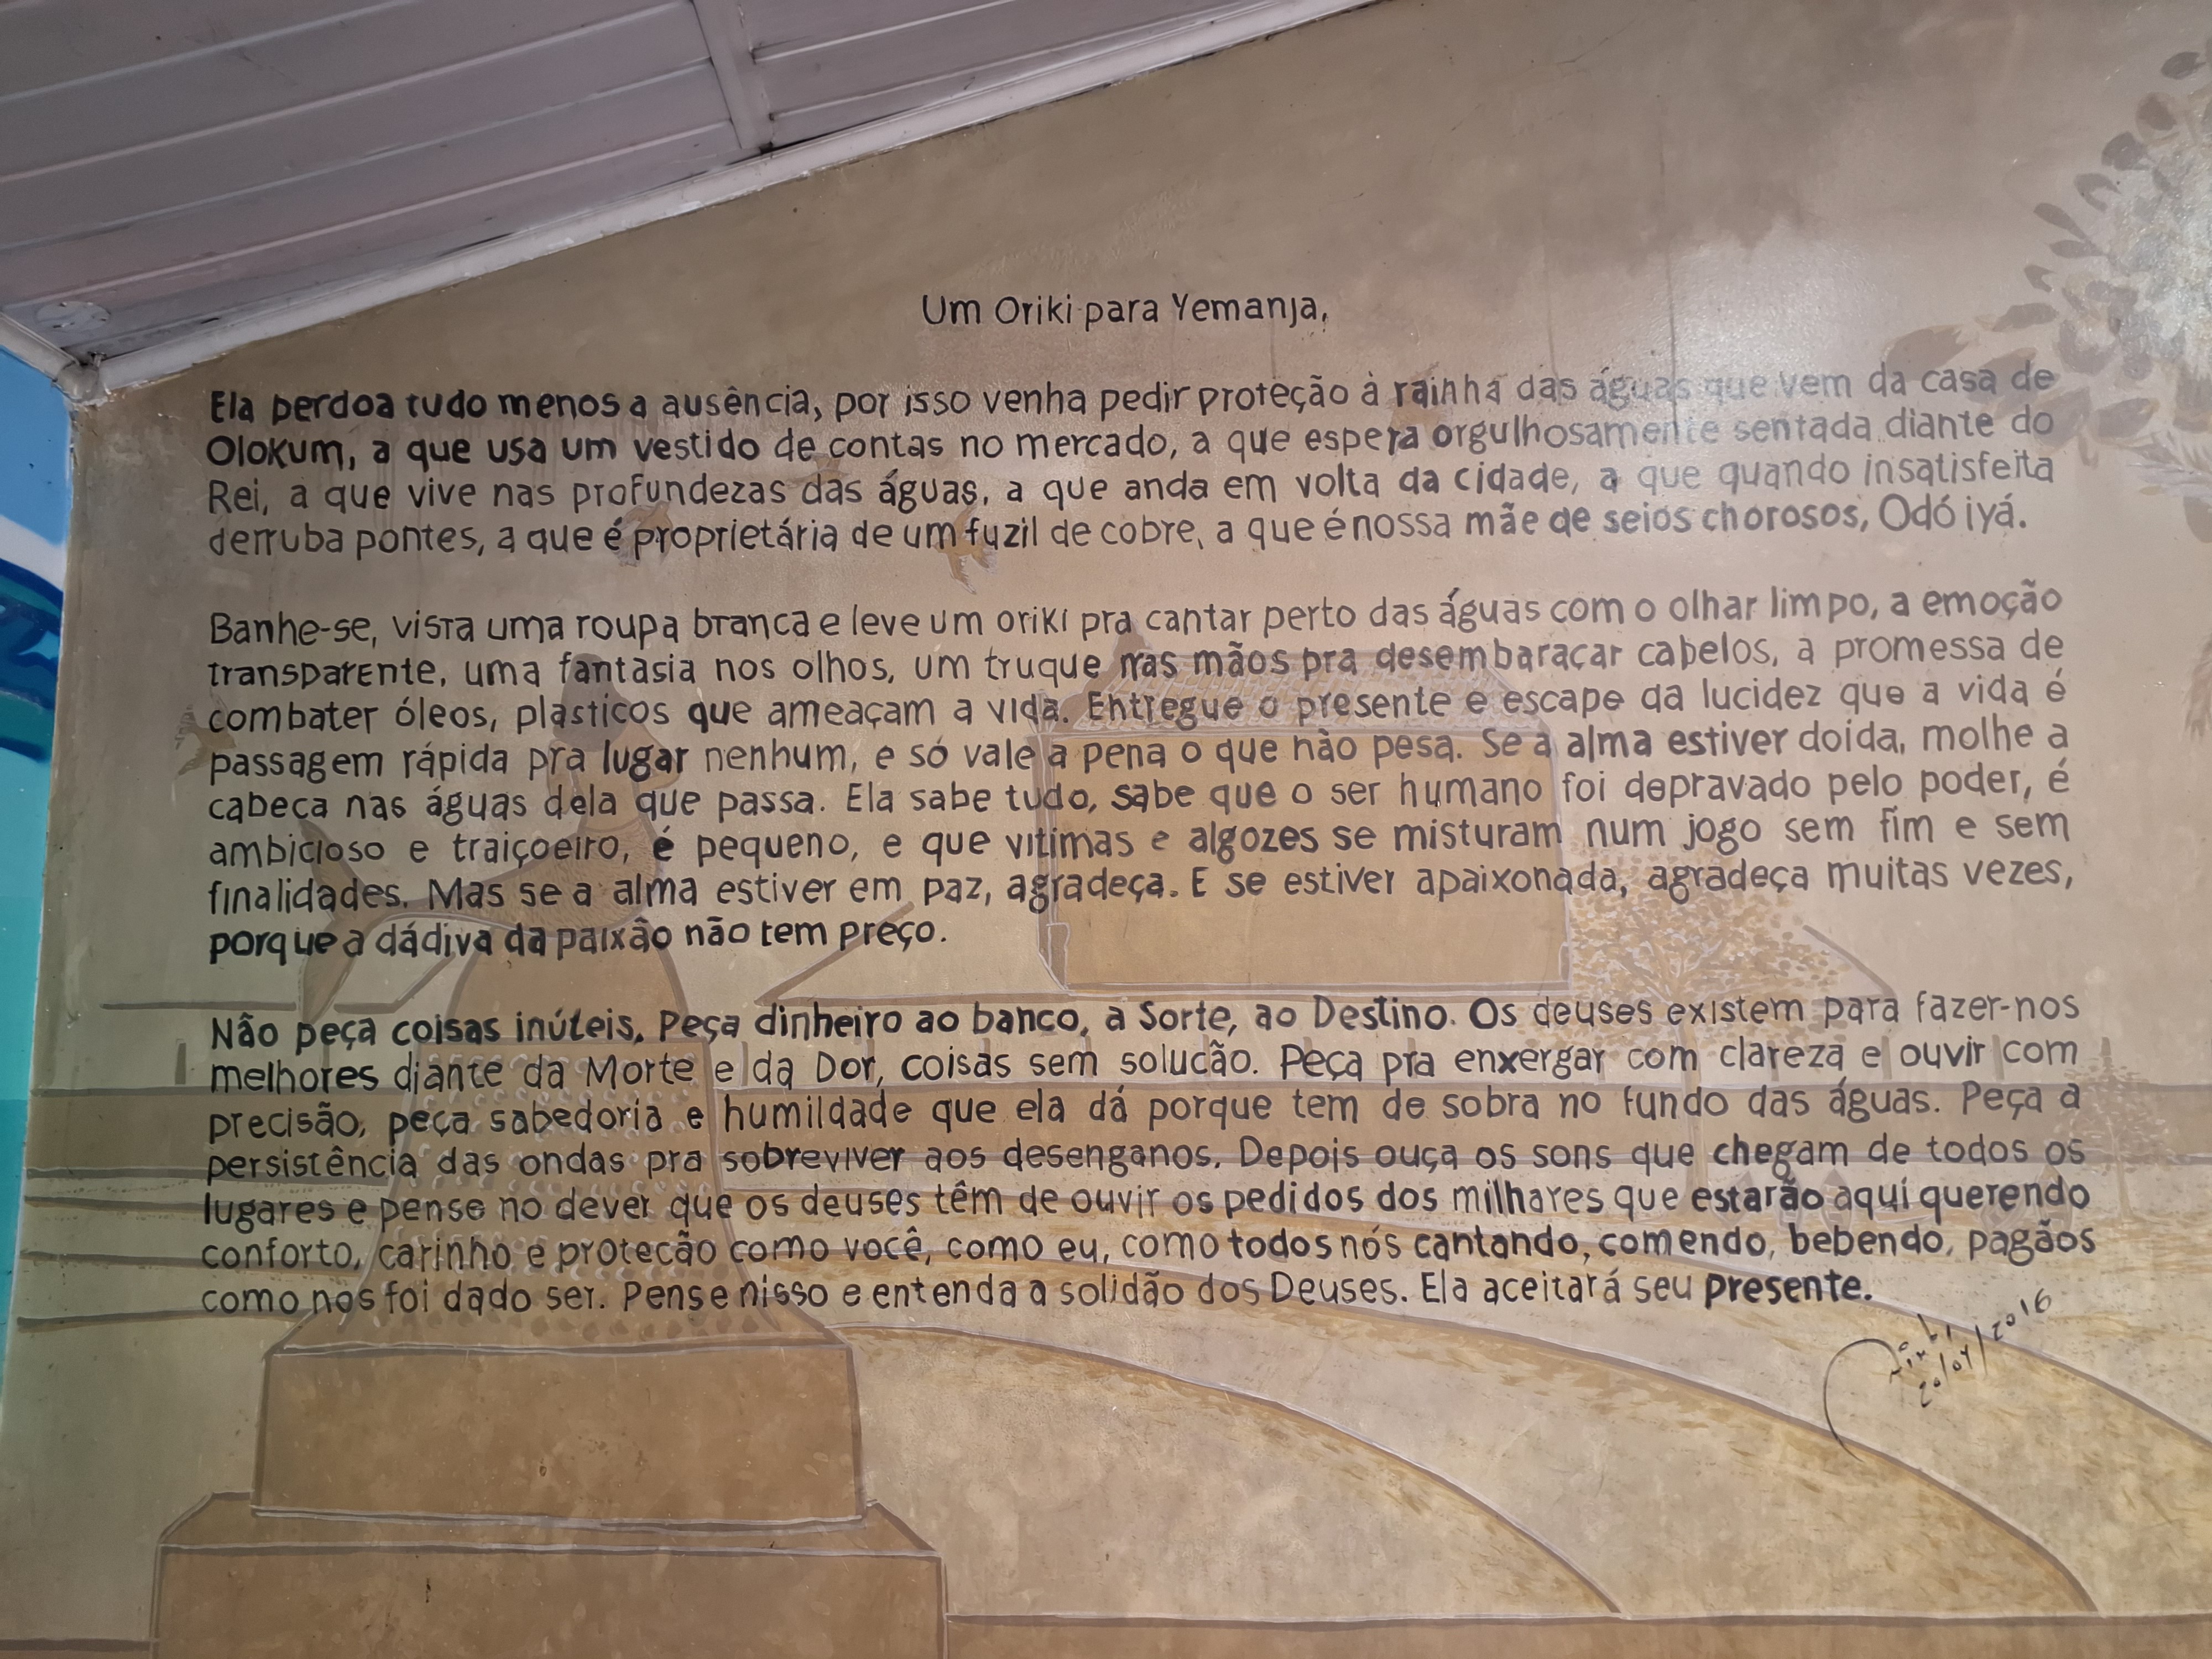 Um Oriki para Yemanja,
Ela perdoa tudo menos a ausência, por isso venha pedir proteção à rainha das águas que vem da casa de
Olokum, a que usa um vestido de contas no mercado, a que espera orgulhosamente sentada diante do
Rei, a que vive nas profundezas das águas, a que anda em volta da cidade, a que quando insatisfeita
derruba pontes, a que é proprietária de um fuzil de cobre, a que é nossa mãe de seios chorosos, Odó iyá.
Banhe-se, vista uma roupa branca e leve um oriki pra cantar perto das águas com o olhar limpo, a emoção
transparente, uma fantasia nos olhos, um truque nas mãos pra desembaraçar cabelos, a promessa de
combater óleos, plasticos que ameaçam a vida. Entregue o presente e escape da lucidez que a vida é
passagem rápida pra lugar nenhum, e só vale a pena o que não pesa. Se a alma estiver doida, molhe a
cabeca nas águas dela que passa. Ela sabe tudo, sabe que o ser humano foi depravado pelo poder, é
ambicioso e traiçoeiro, é pequeno, e que vitimas e algozes se misturam num jogo sem fim e sem
finalidades. Mas se a alma estiver em paz, agradeça. E se estiver apaixonada, agradeça muitas vezes,
porque a dádiva da paixão não tem preço.
Não peça coisas inúteis. Peça dinheiro ao banco, a Sorte, ao Destino. Os deuses existem para fazer-nos
melhores diante da Morte e da Dor, coisas sem solucão. Peça pra enxergar com clareza e ouvir com
precisão, peça sabedoria e humildade que ela dá porque tem de sobra no fundo das águas. Peça a
persistência das ondas pra sobreviver aos desenganos. Depois ouça os sons que chegam de todos os
lugares e pense no dever que os deuses têm de ouvir os pedidos dos milhares que estarão aqui querendo
conforto, carinho e protecão como você, como eu, como todos nós cantando, comendo, bebendo, pagãos
como nos foi dado ser. Pense nisso e entenda a solidão dos Deuses. Ela aceitará seu presente.
2016